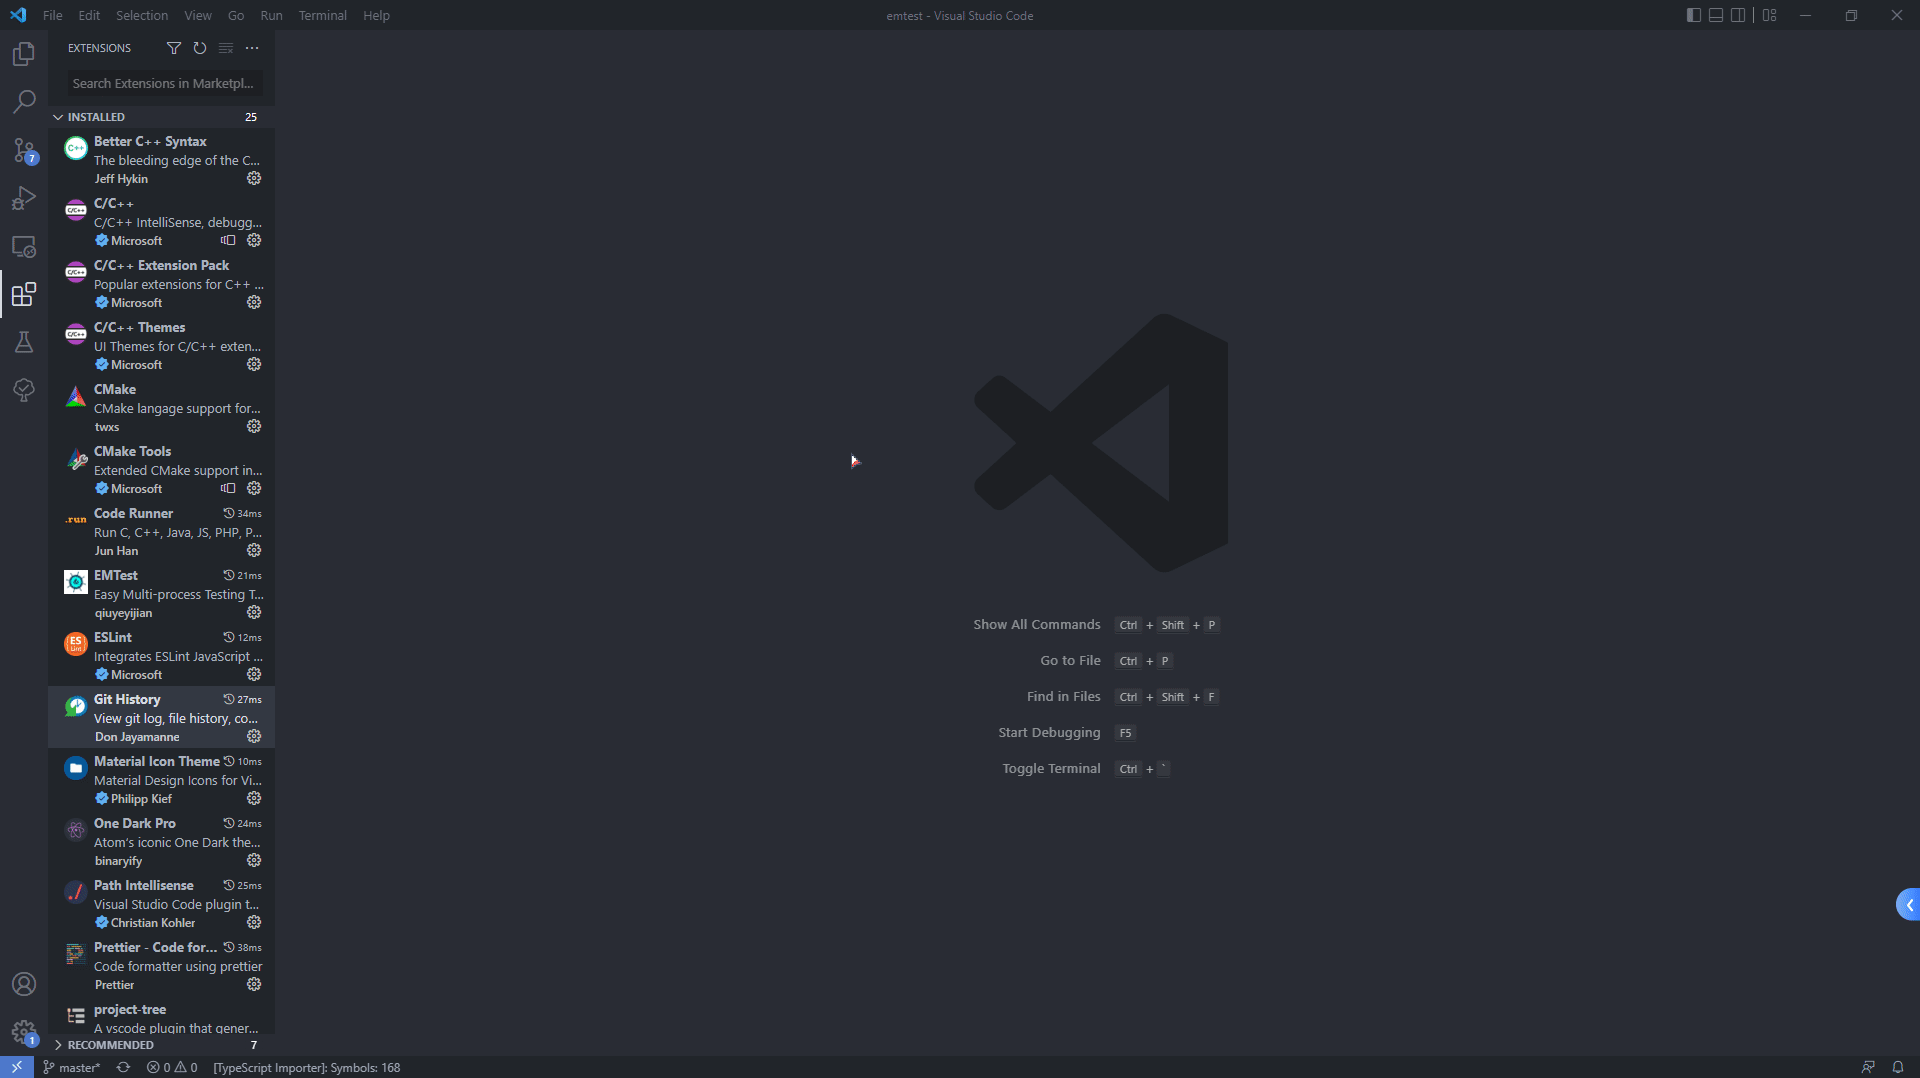 File Edit Selection View Go Run Terminal Help
emtest - Visual Studio Code
EXTENSIONS
Search Extensions in Marketpl...
INSTALLED 25
Better C++ Syntax
The bleeding edge of the C...
Jeff Hykin
C/C++
C/C++ IntelliSense, debugg...
Microsoft
C/C++ Extension Pack
Popular extensions for C++ ...
Microsoft
C/C++ Themes
UI Themes for C/C++ exten...
Microsoft
CMake
CMake langage support for...
twxs
CMake Tools
Extended CMake support in...
Microsoft
Code Runner 34ms
Run C, C++, Java, JS, PHP, P...
Jun Han
EMTest 21ms
Easy Multi-process Testing T...
qiuyeyijian
ESLint 12ms
Integrates ESLint JavaScript ...
Microsoft
Git History 27ms
View git log, file history, co...
Don Jayamanne
Material Icon Theme 10ms
Material Design Icons for Vi...
Philipp Kief
One Dark Pro 24ms
Atom's iconic One Dark the...
binaryify
Path Intellisense 25ms
Visual Studio Code plugin t...
Christian Kohler
Prettier - Code for... 38ms
Code formatter using prettier
Prettier
project-tree
A vscode plugin that gener...
RECOMMENDED 7
Show All Commands Ctrl + Shift + P
Go to File Ctrl + P
Find in Files Ctrl + Shift + F
Start Debugging F5
Toggle Terminal Ctrl + `
7
1
C++
C/C++
C/C++
C/C++
.run
ES
Lint
master* 0 0 [TypeScript Importer]: Symbols: 168